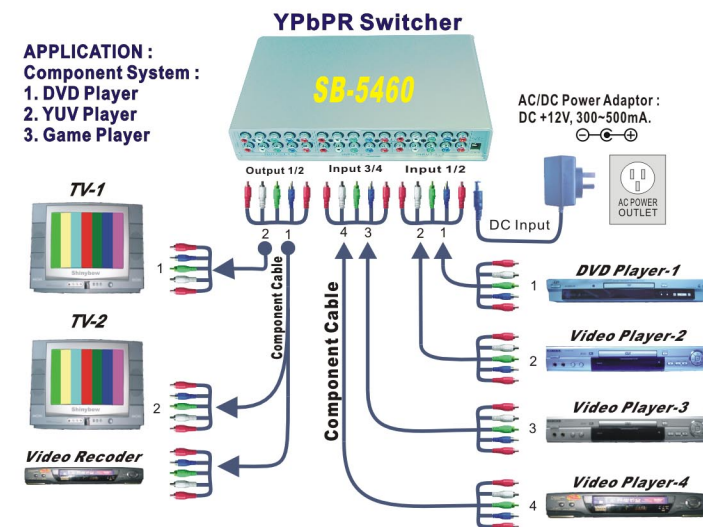 YPbPR Switcher
APPLICATION :
Component System :
1. DVD Player
2. YUV Player
3. Game Player
SB-5460
AC/DC Power Adaptor :
DC +12V, 300~500mA.
Output 1/2
Input 3/4
Input 1/2
AC POWER
OUTLET
DC Input
TV-1
2
1
4
3
2
1
1
Shinybow
Component Cable
Component Cable
1
DVD Player-1
TV-2
2
Video Player-2
2
Shinybow
3
Video Player-3
Video Recoder
4
Video Player-4